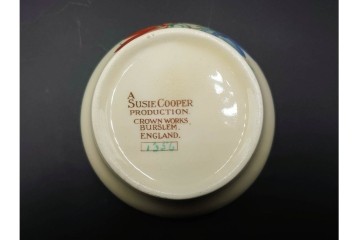 A
SUSIE COOPER
PRODUCTION.
CROWN WORKS,
BURSLEM,
ENGLAND.